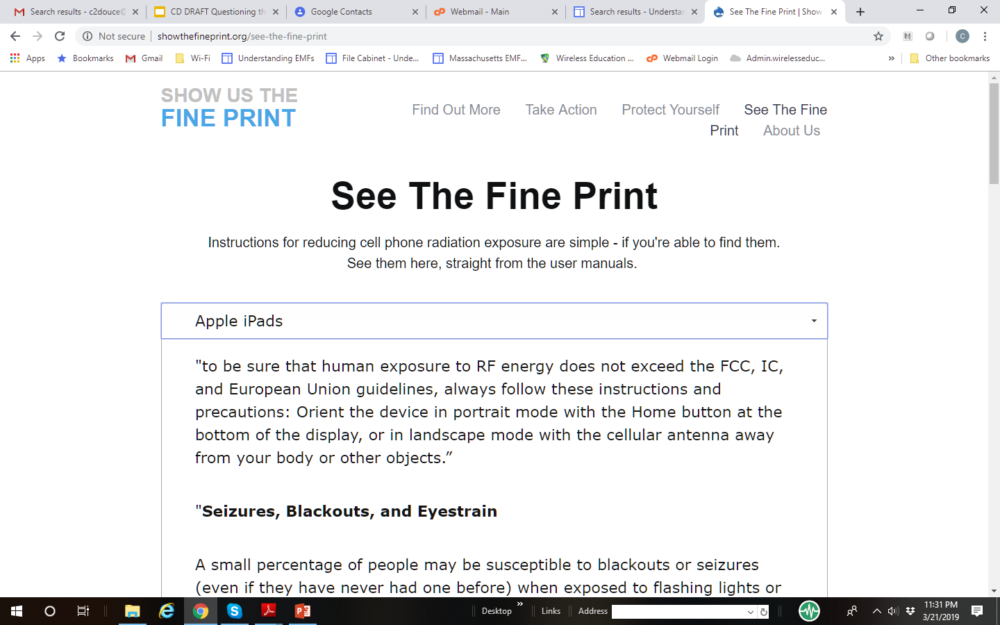 Search results - c2douce@
CD DRAFT Questioning th
Google Contacts
Webmail - Main
Search results - Understan
See The Fine Print | Show
Not secure
showthefineprint.org/see-the-fine-print
C
Apps
Bookmarks
Gmail
Wi-Fi
Understanding EMFs
File Cabinet - Unde...
Massachusetts EMF...
Wireless Education ...
Webmail Login
Admin.wirelesseduc...
»
Other bookmarks
SHOW US THE
FINE PRINT
Find Out More Take Action Protect Yourself See The Fine
Print About Us
See The Fine Print
Instructions for reducing cell phone radiation exposure are simple - if you're able to find them.
See them here, straight from the user manuals.
Apple iPads
"to be sure that human exposure to RF energy does not exceed the FCC, IC,
and European Union guidelines, always follow these instructions and
precautions: Orient the device in portrait mode with the Home button at the
bottom of the display, or in landscape mode with the cellular antenna away
from your body or other objects.”
"Seizures, Blackouts, and Eyestrain
A small percentage of people may be susceptible to blackouts or seizures
(even if they have never had one before) when exposed to flashing lights or
Desktop »
Links
Address
11:31 PM
3/21/2019